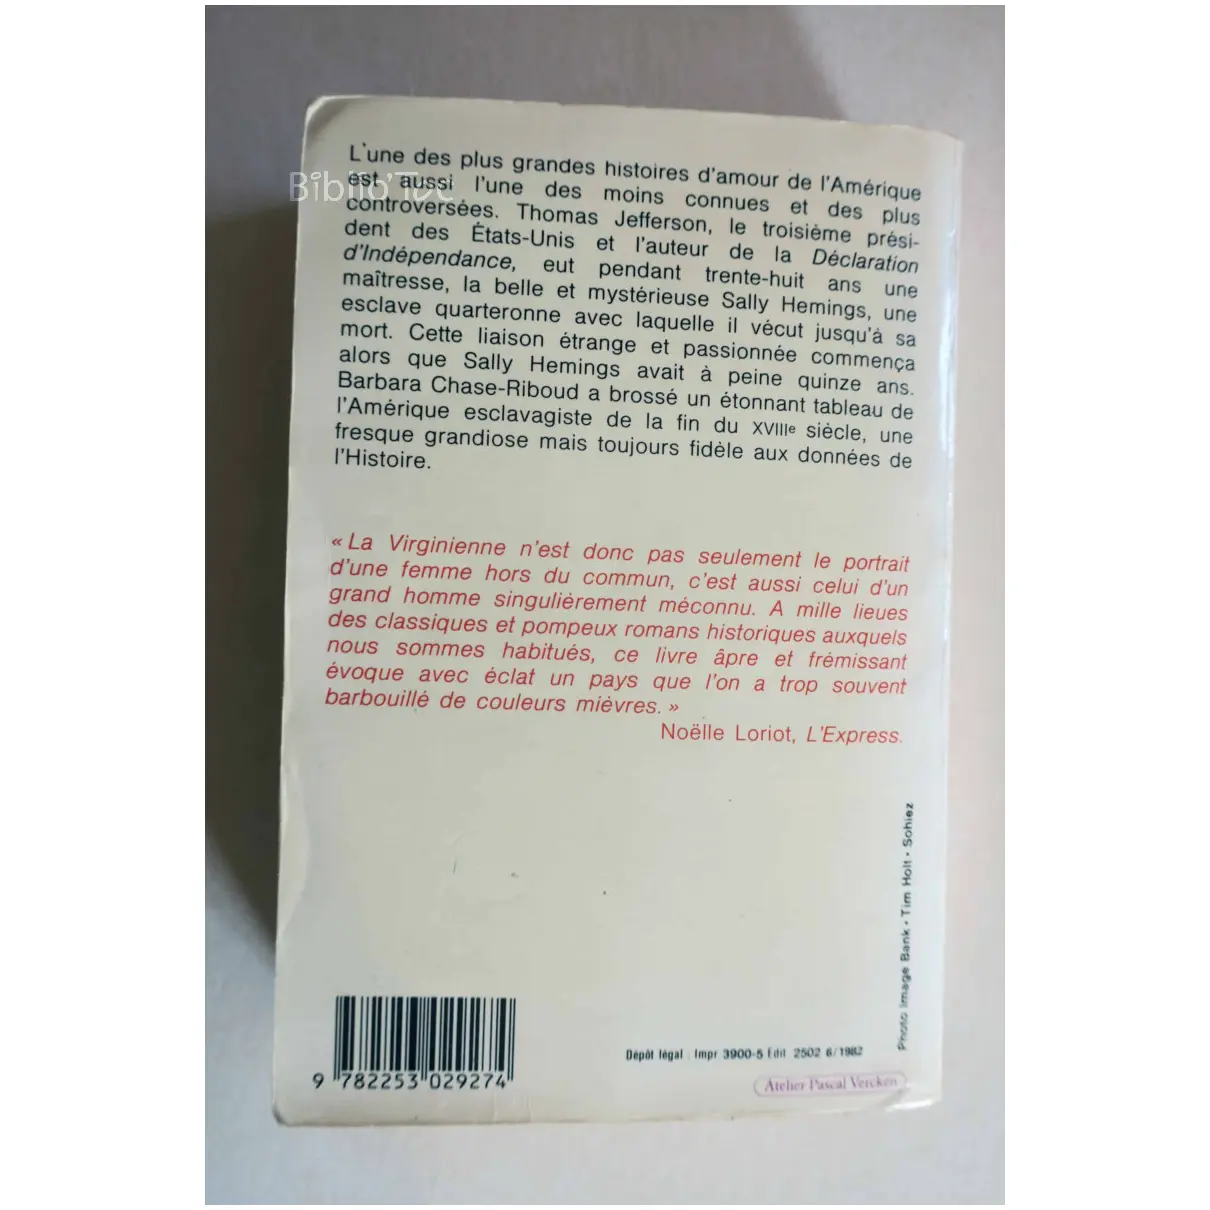 L'une des plus grandes histoires d'amour de l'Amérique
est aussi l'une des moins connues et des plus
controversées. Thomas Jefferson, le troisième prési-
dent des États-Unis et l'auteur de la Déclaration
d'Indépendance, eut pendant trente-huit ans une
maîtresse, la belle et mystérieuse Sally Hemings, une
esclave quarteronne avec laquelle il vécut jusqu'à sa
mort. Cette liaison étrange et passionnée commença
alors que Sally Hemings avait à peine quinze ans.
Barbara Chase-Riboud a brossé un étonnant tableau de
l'Amérique esclavagiste de la fin du XVIIIe siècle, une
fresque grandiose mais toujours fidèle aux données de
l'Histoire.
Biblio'Tuc
« La Virginienne n'est donc pas seulement le portrait
d'une femme hors du commun, c'est aussi celui d'un
grand homme singulièrement méconnu. A mille lieues
des classiques et pompeux romans historiques auxquels
nous sommes habitués, ce livre âpre et frémissant
évoque avec éclat un pays que l'on a trop souvent
barbouillé de couleurs mièvres. »
Noëlle Loriot, L'Express.
Photo Image Bank • Tim Holt • Sohiez
9 782253 029274
Dépôt légal Impr 3900-5 Edit 2502 6/1982
Atelier Pascal Vercken